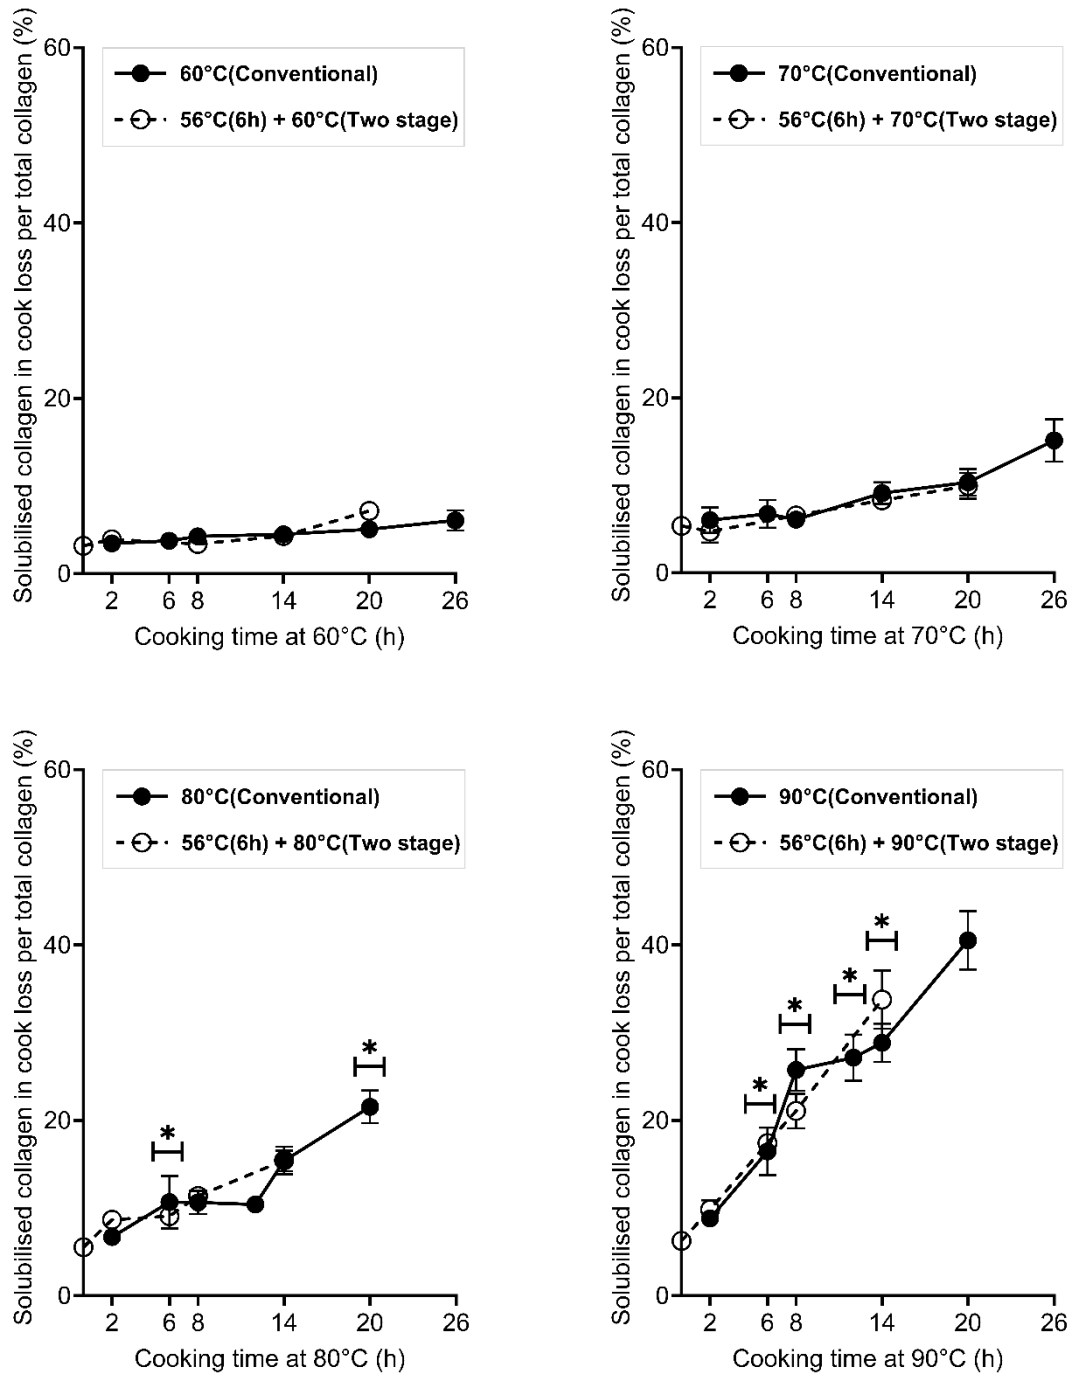 Solubilised collagen in cook loss per total collagen (%)
60
40
20
0
60°C(Conventional)
56°C(6h) + 60°C(Two stage)
2 6 8 14 20 26
Cooking time at 60°C (h)
Solubilised collagen in cook loss per total collagen (%)
60
40
20
0
70°C(Conventional)
56°C(6h) + 70°C(Two stage)
2 6 8 14 20 26
Cooking time at 70°C (h)
Solubilised collagen in cook loss per total collagen (%)
60
40
20
0
80°C(Conventional)
56°C(6h) + 80°C(Two stage)
*
*
2 6 8 14 20 26
Cooking time at 80°C (h)
Solubilised collagen in cook loss per total collagen (%)
60
40
20
0
90°C(Conventional)
56°C(6h) + 90°C(Two stage)
*
*
*
*
2 6 8 14 20 26
Cooking time at 90°C (h)